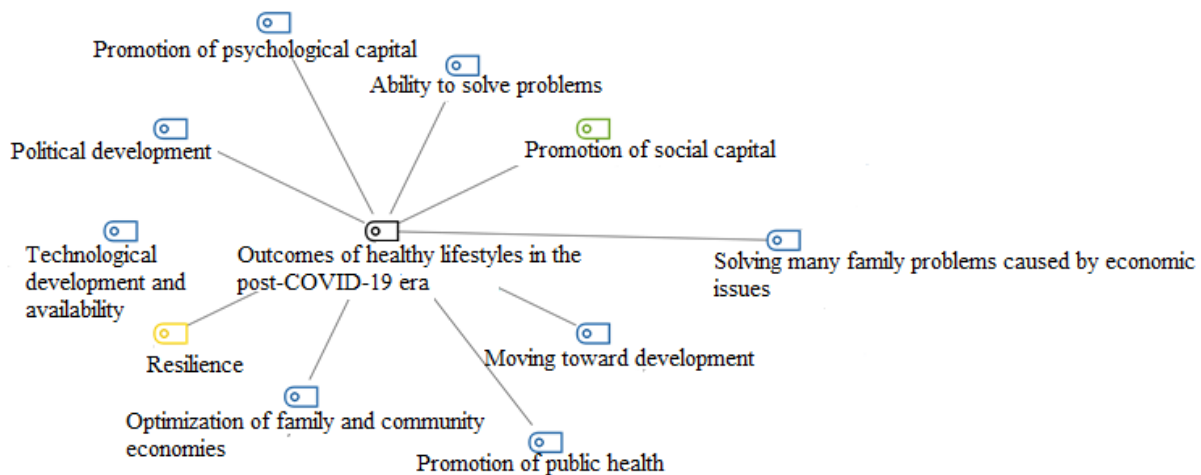 Promotion of psychological capital
Ability to solve problems
Political development
Promotion of social capital
Technological
development and
availability
Outcomes of healthy lifestyles in the
post-COVID-19 era
Solving many family problems caused by economic
issues
Resilience
Moving toward development
Optimization of family and community
economies
Promotion of public health